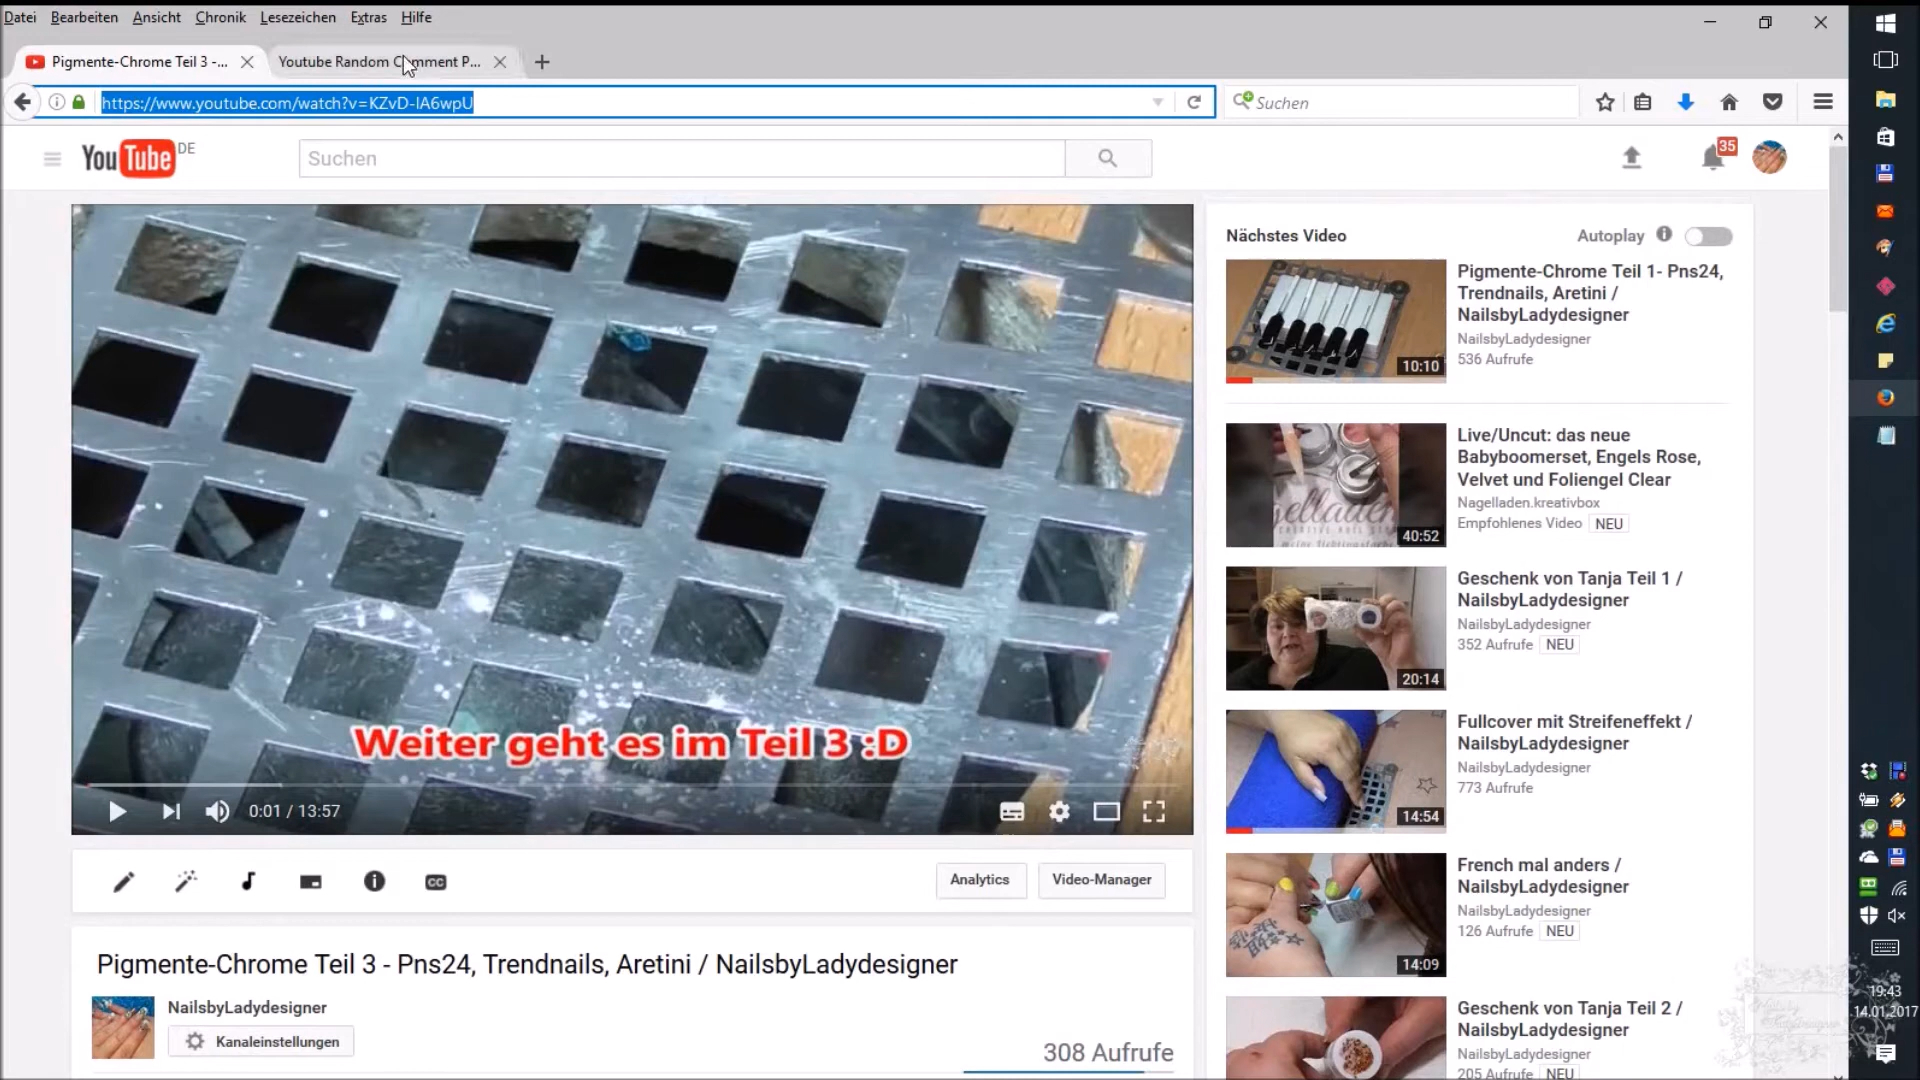 Datei Bearbeiten Ansicht Chronik Lesezeichen Extras Hilfe
Pigmente-Chrome Teil 3 -...
Youtube Random Comment P...
https://www.youtube.com/watch?v=KZvD-IA6wpU
Suchen
YouTube DE
Suchen
35
Weiter geht es im Teil 3 :D
0:01 / 13:57
Analytics
Video-Manager
Pigmente-Chrome Teil 3 - Pns24, Trendnails, Aretini / NailsbyLadydesigner
NailsbyLadydesigner
Kanaleinstellungen
308 Aufrufe
Nächstes Video
Autoplay
10:10
Pigmente-Chrome Teil 1- Pns24,
Trendnails, Aretini /
NailsbyLadydesigner
NailsbyLadydesigner
536 Aufrufe
40:52
Live/Uncut: das neue
Babyboomerset, Engels Rose,
Velvet und Foliengel Clear
Nagelladen.kreativbox
Empfohlenes Video NEU
20:14
Geschenk von Tanja Teil 1 /
NailsbyLadydesigner
NailsbyLadydesigner
352 Aufrufe NEU
14:54
Fullcover mit Streifeneffekt /
NailsbyLadydesigner
NailsbyLadydesigner
773 Aufrufe
14:09
French mal anders /
NailsbyLadydesigner
NailsbyLadydesigner
126 Aufrufe NEU
Geschenk von Tanja Teil 2 /
NailsbyLadydesigner
NailsbyLadydesigner
205 Aufrufe NEU
19:43
14.01.2017